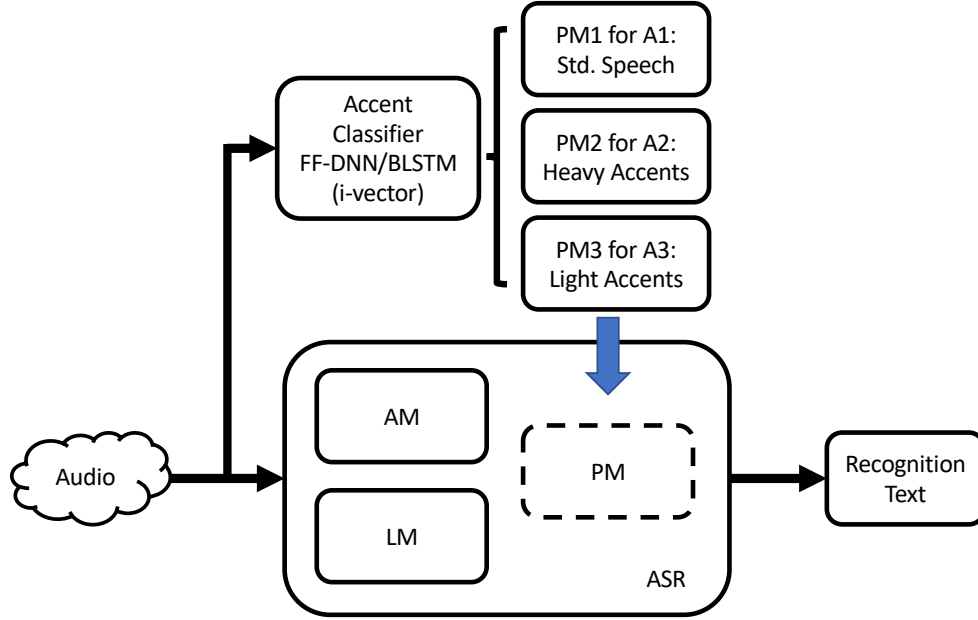 PM1 for A1:
Std. Speech
Accent
Classifier
FF-DNN/BLSTM
(i-vector)
PM2 for A2:
Heavy Accents
PM3 for A3:
Light Accents
AM
Audio
PM
Recognition
Text
LM
ASR